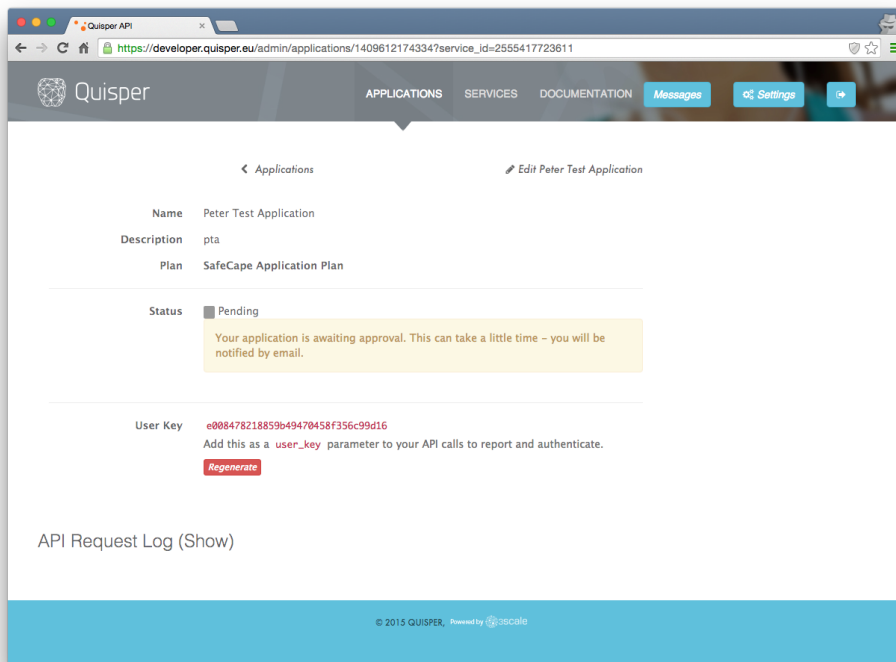 Quisper API
https://developer.quisper.eu/admin/applications/1409612174334?service_id=2555417723611
Quisper
APPLICATIONS SERVICES DOCUMENTATION Messages Settings
Applications Edit Peter Test Application
Name Peter Test Application
Description pta
Plan SafeCape Application Plan
Status Pending
Your application is awaiting approval. This can take a little time – you will be
notified by email.
User Key e008478218859b49470458f356c99d16
Add this as a user_key parameter to your API calls to report and authenticate.
Regenerate
API Request Log (Show)
© 2015 QUISPER, Powered by 3scale